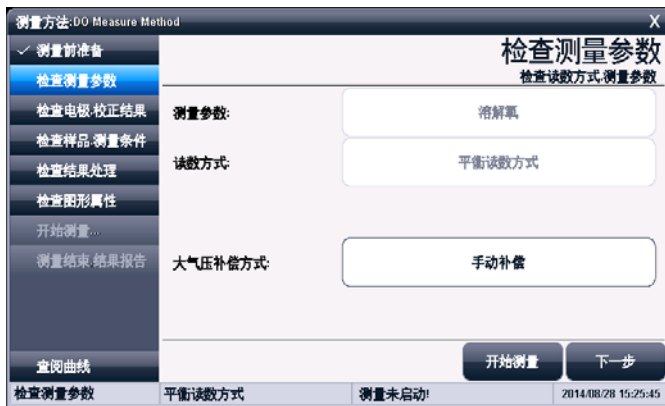 测量方法:DO Measure Method X
✓ 测量前准备
检查测量参数
检查电极.校正结果
检查样品.测量条件
检查结果处理
检查图形属性
开始测量...
测量结束.结果报告
查阅曲线
检查测量参数
检查读数方式.测量参数
测量参数: 溶解氧
读数方式: 平衡读数方式
大气压补偿方式: 手动补偿
开始测量 下一步
检查测量参数 平衡读数方式 测量未启动! 2014/08/28 15:25:45